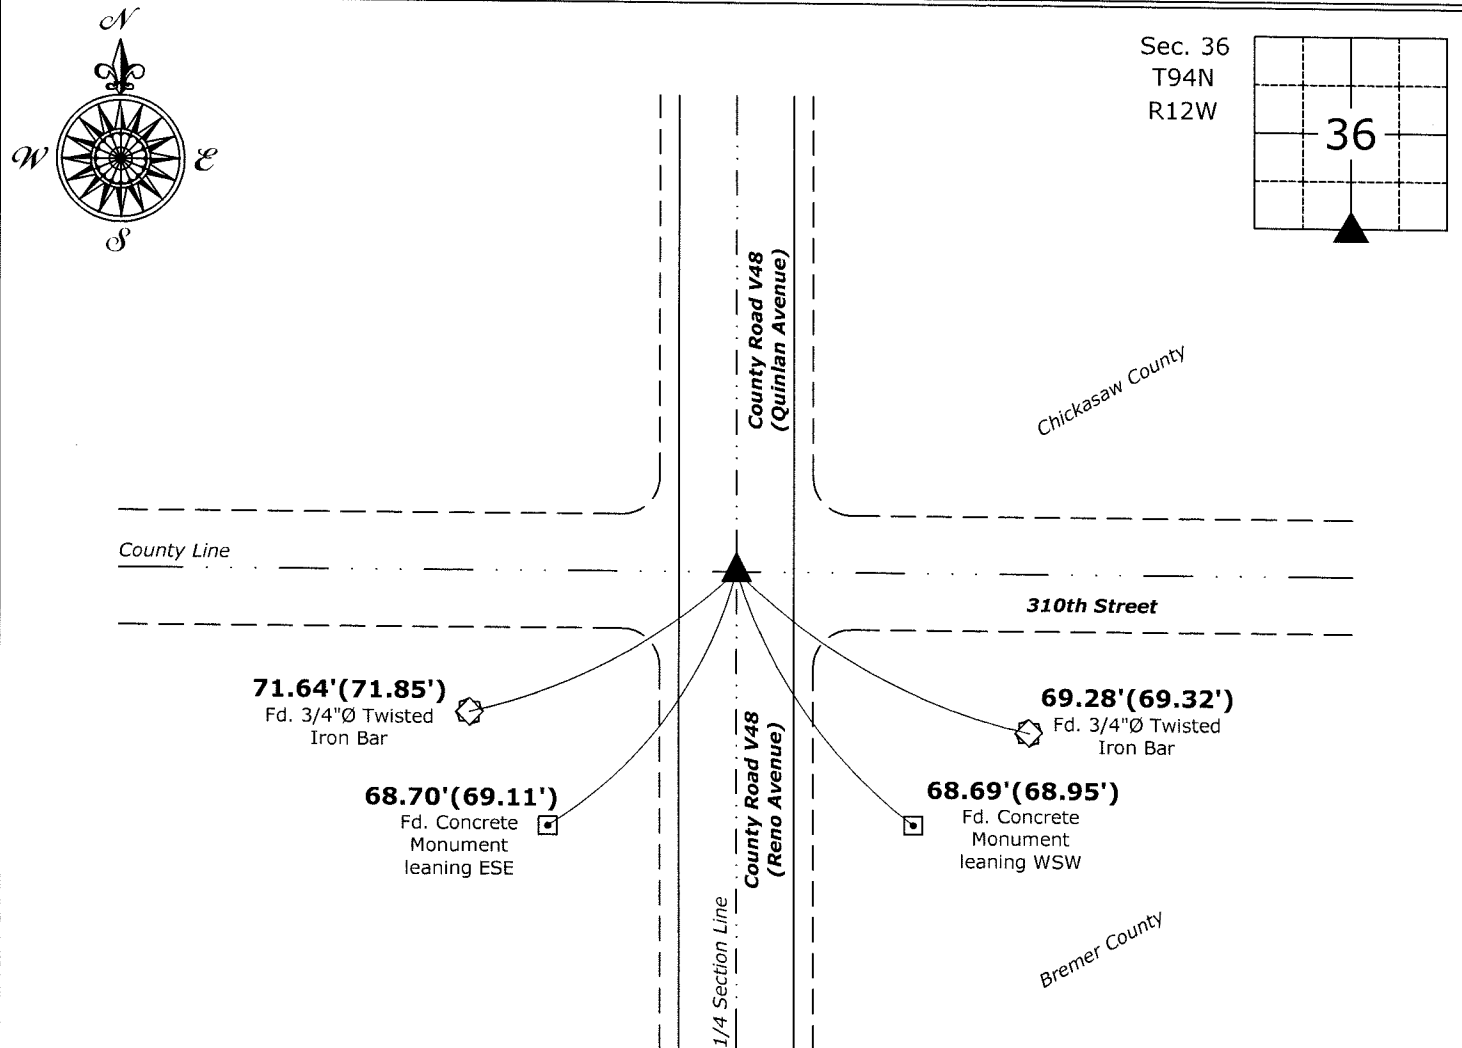 N
W
E
S
Sec. 36
T94N
R12W
36
County Road V48
(Quinlan Avenue)
Chickasaw County
County Line
310th Street
71.64'(71.85')
Fd. 3/4"Ø Twisted
Iron Bar
69.28'(69.32')
Fd. 3/4"Ø Twisted
Iron Bar
68.70'(69.11')
Fd. Concrete
Monument
leaning ESE
68.69'(68.95')
Fd. Concrete
Monument
leaning WSW
County Road V48
(Reno Avenue)
1/4 Section Line
Bremer County